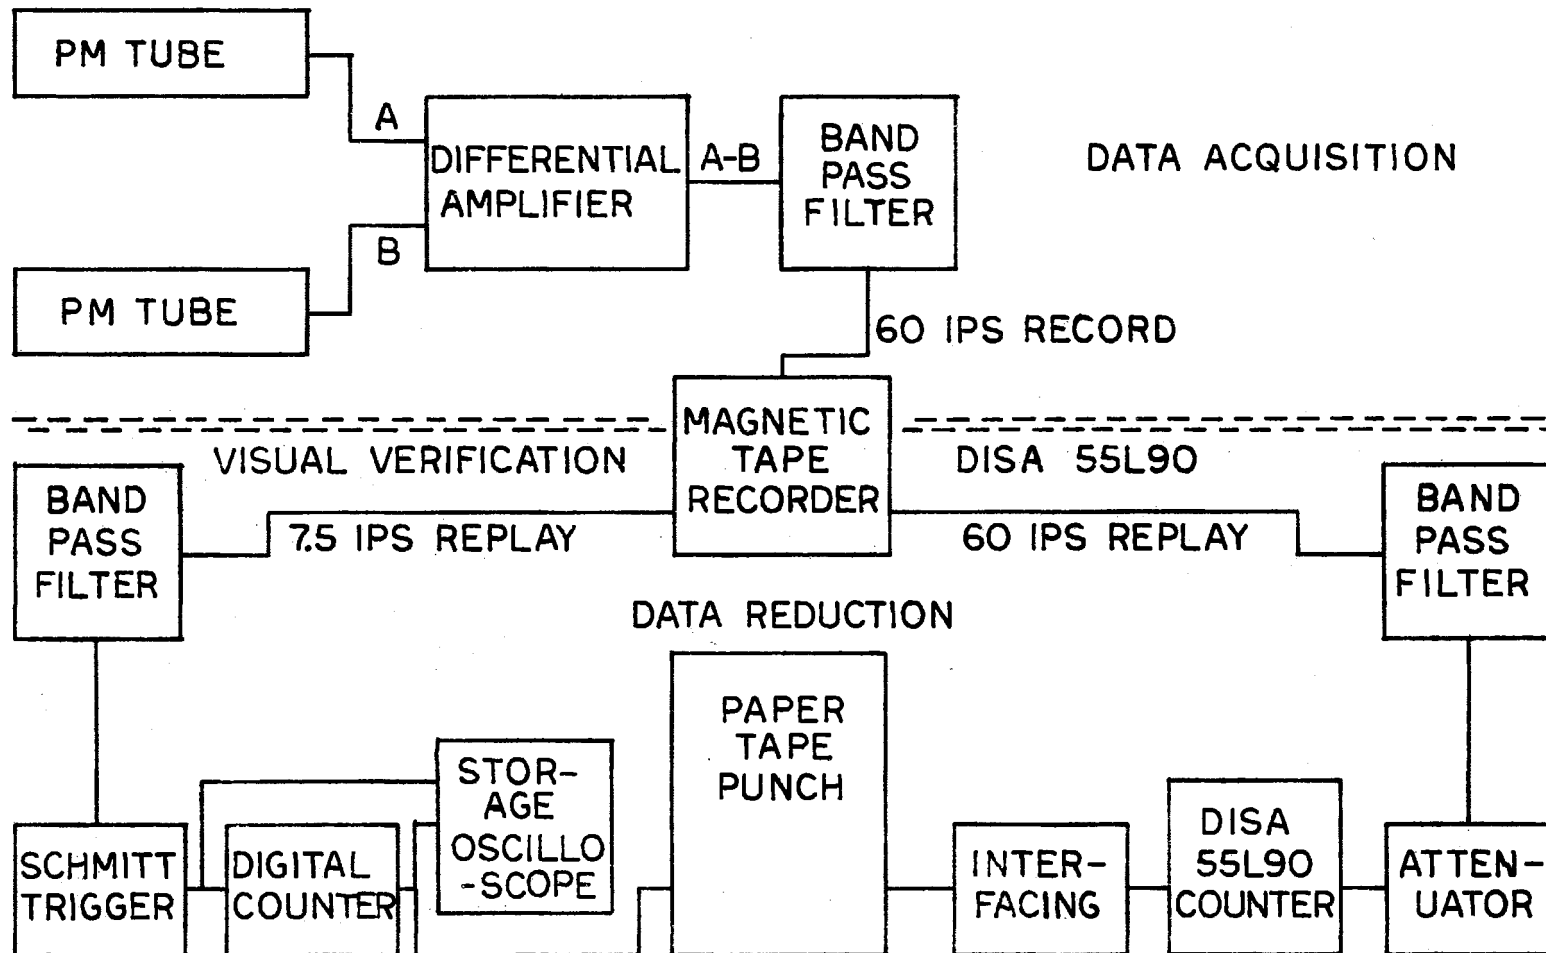 PM TUBE
A
DIFFERENTIAL
AMPLIFIER
A-B
BAND
PASS
FILTER
DATA ACQUISITION
B
PM TUBE
60 IPS RECORD
MAGNETIC
TAPE
RECORDER
VISUAL VERIFICATION
DISA 55L90
BAND
PASS
FILTER
7.5 IPS REPLAY
60 IPS REPLAY
BAND
PASS
FILTER
DATA REDUCTION
PAPER
TAPE
PUNCH
STOR-
AGE
OSCILLO
-SCOPE
SCHMITT
TRIGGER
DIGITAL
COUNTER
INTER-
FACING
DISA
55L90
COUNTER
ATTEN-
UATOR